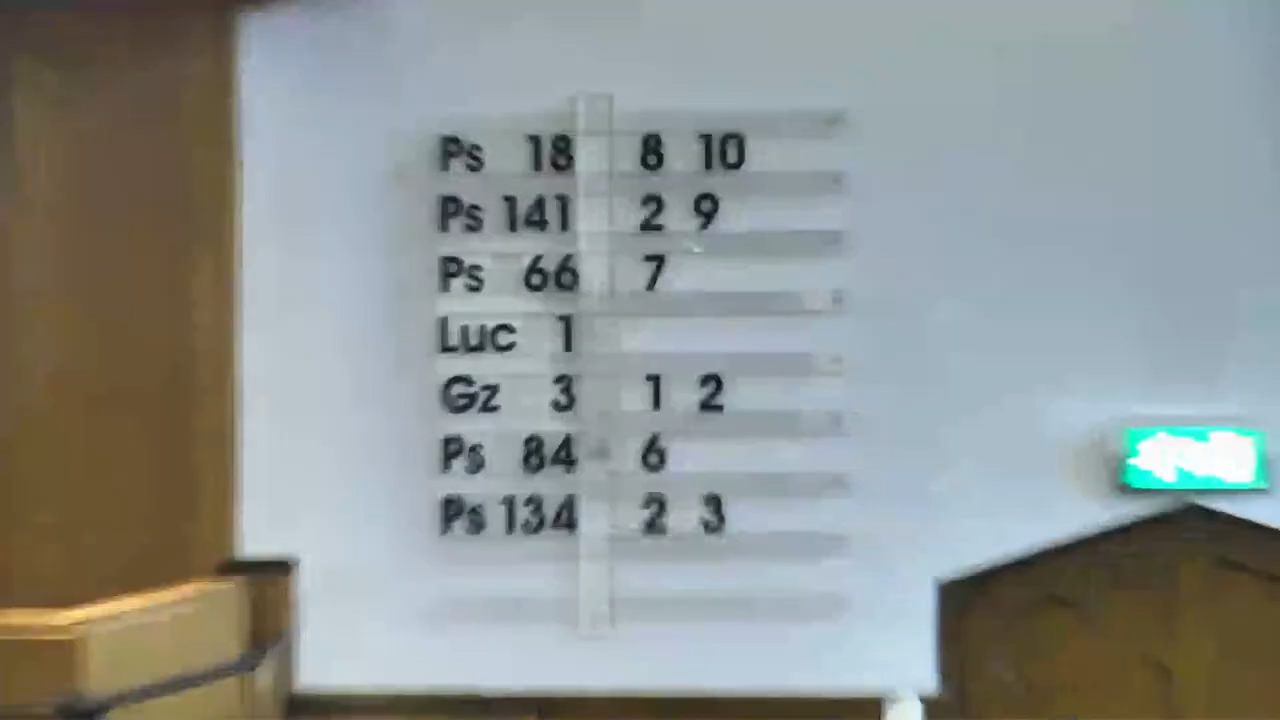 Ps 18 8 10
Ps 141 2 9
Ps 66 7
Luc 1
Gz 3 1 2
Ps 84 6
Ps 134 2 3